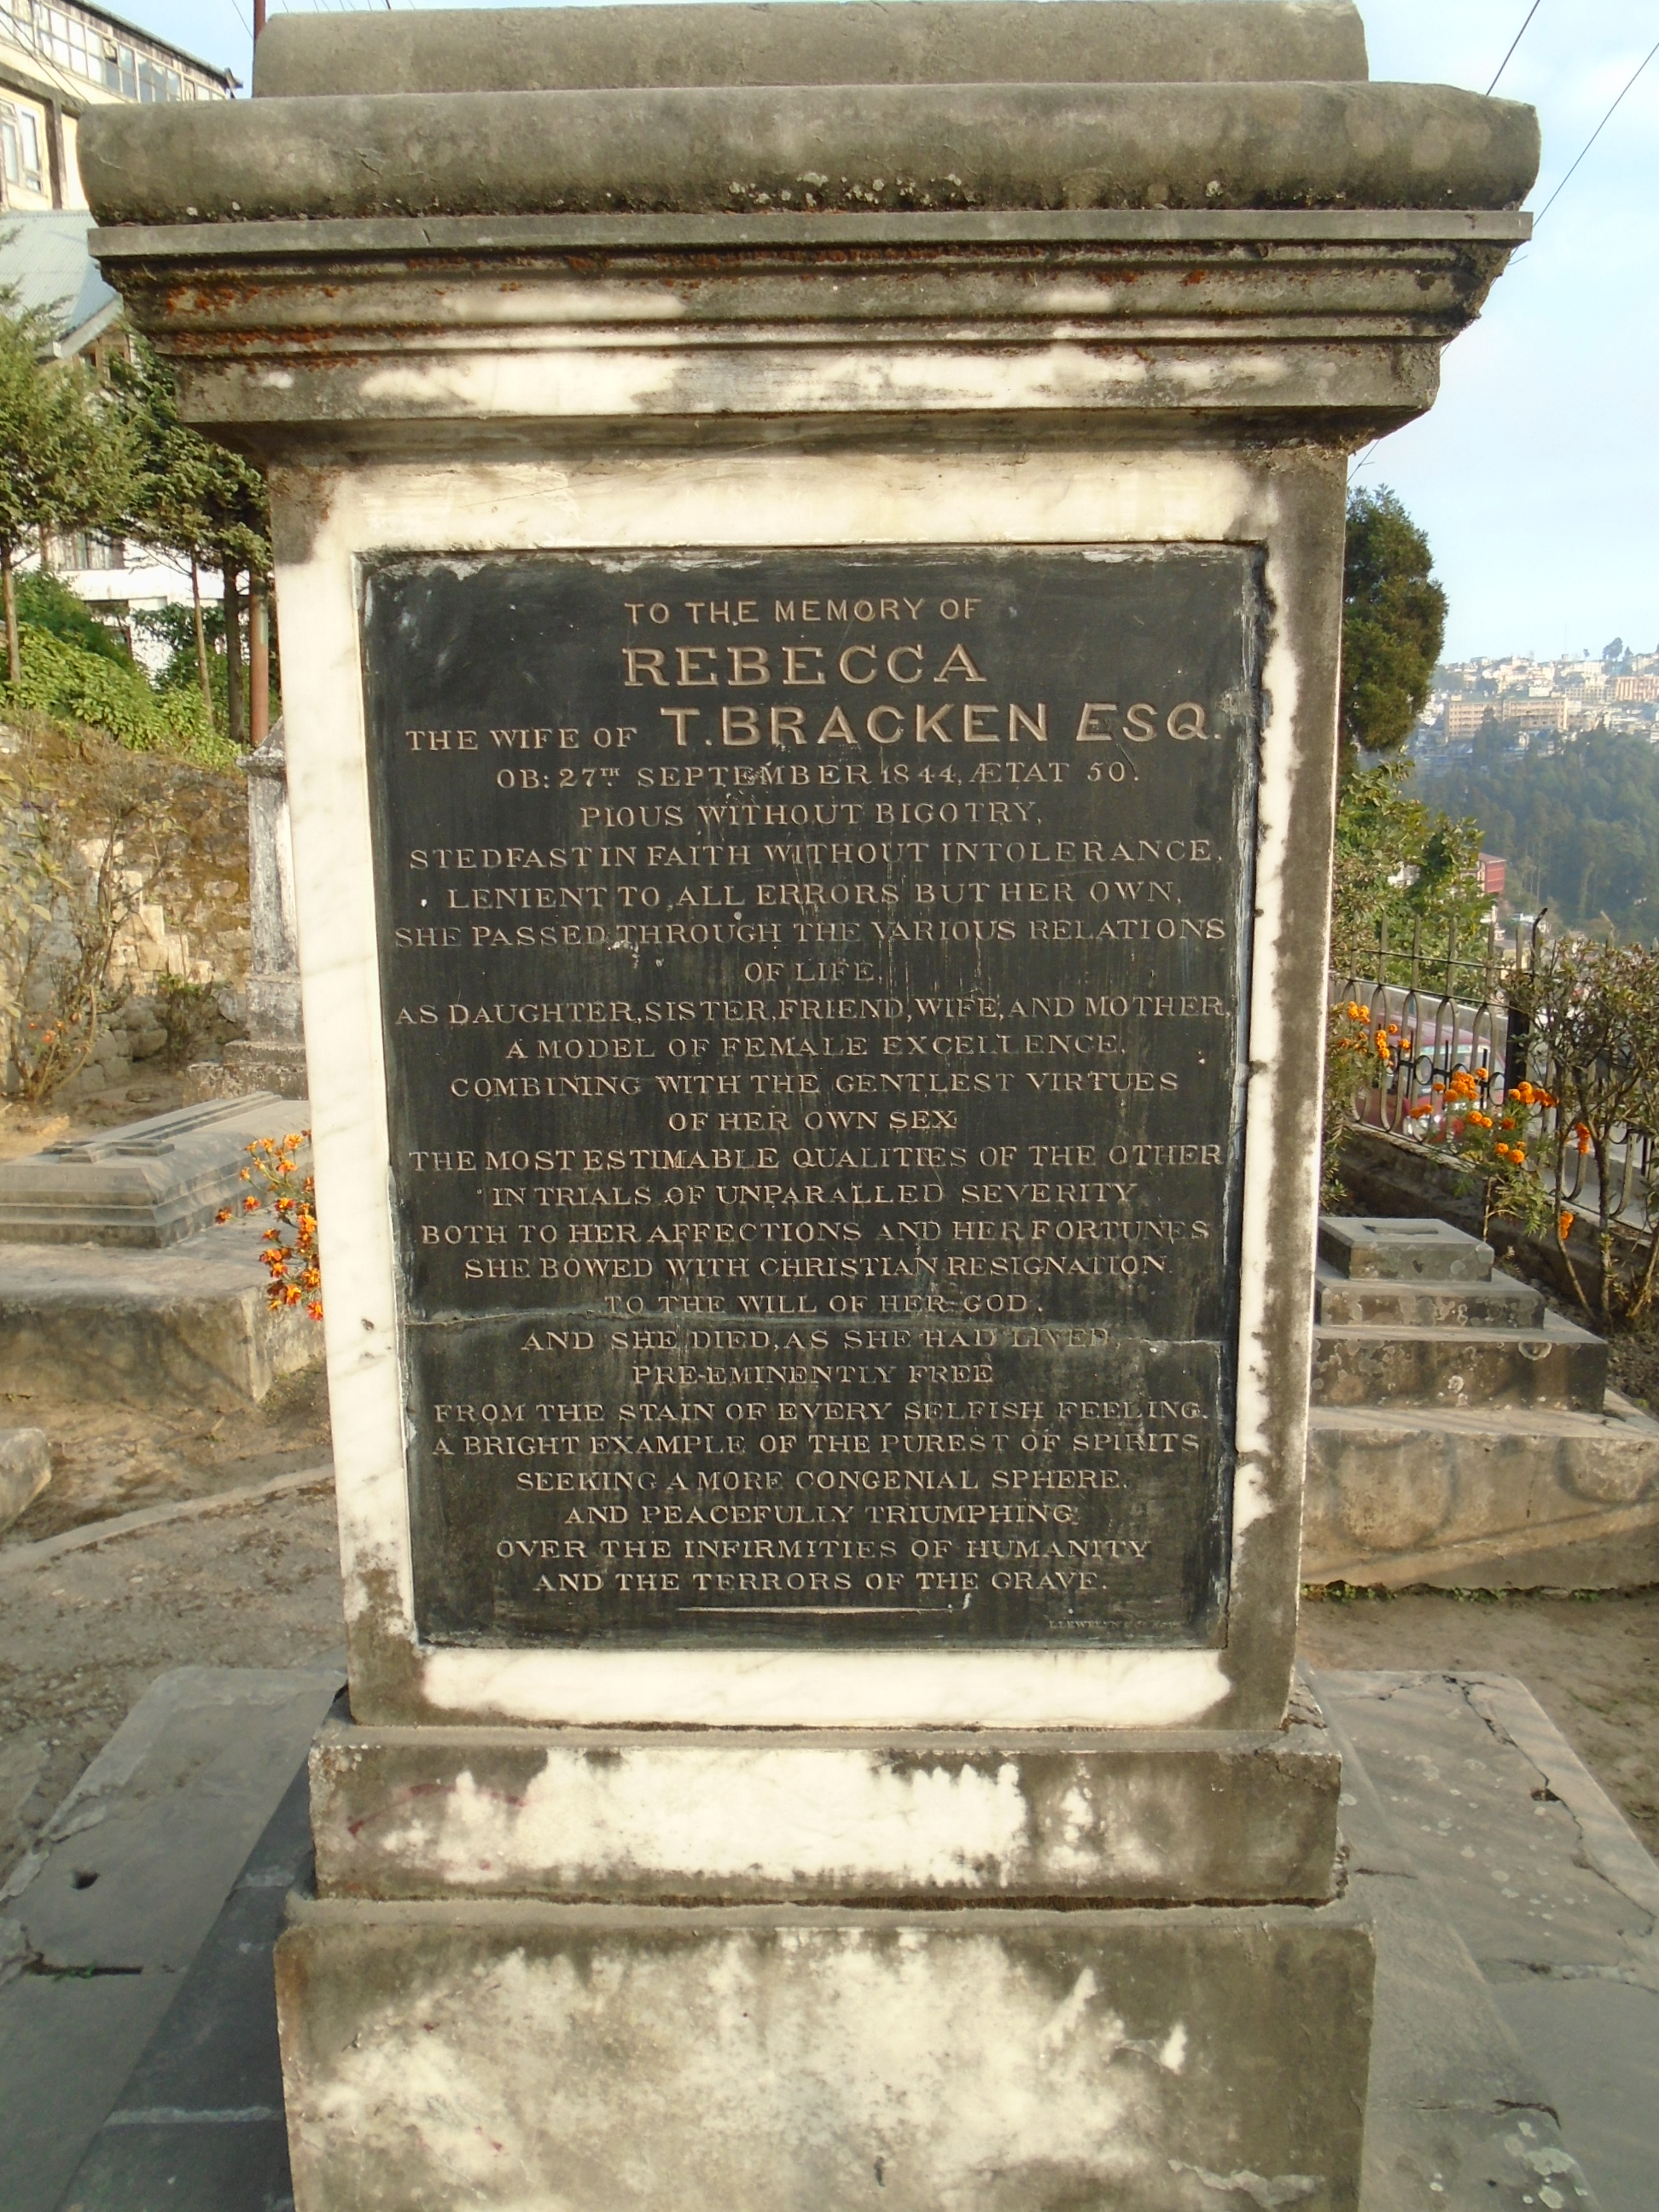 TO THE MEMORY OF
REBECCA
THE WIFE OF T. BRACKEN ESQ.
OB: 27TH SEPTEMBER 1844, ÆTAT 50.
PIOUS WITHOUT BIGOTRY,
STEDFAST IN FAITH WITHOUT INTOLERANCE,
LENIENT TO ALL ERRORS BUT HER OWN,
SHE PASSED THROUGH THE VARIOUS RELATIONS
OF LIFE,
AS DAUGHTER, SISTER, FRIEND, WIFE, AND MOTHER,
A MODEL OF FEMALE EXCELLENCE,
COMBINING WITH THE GENTLEST VIRTUES
OF HER OWN SEX
THE MOST ESTIMABLE QUALITIES OF THE OTHER
IN TRIALS OF UNPARALLED SEVERITY
BOTH TO HER AFFECTIONS AND HER FORTUNES
SHE BOWED WITH CHRISTIAN RESIGNATION
TO THE WILL OF HER GOD,
AND SHE DIED, AS SHE HAD LIVED,
PRE-EMINENTLY FREE
FROM THE STAIN OF EVERY SELFISH FEELING.
A BRIGHT EXAMPLE OF THE PUREST OF SPIRITS
SEEKING A MORE CONGENIAL SPHERE,
AND PEACEFULLY TRIUMPHING
OVER THE INFIRMITIES OF HUMANITY
AND THE TERRORS OF THE GRAVE.
LLEWELYN & CO